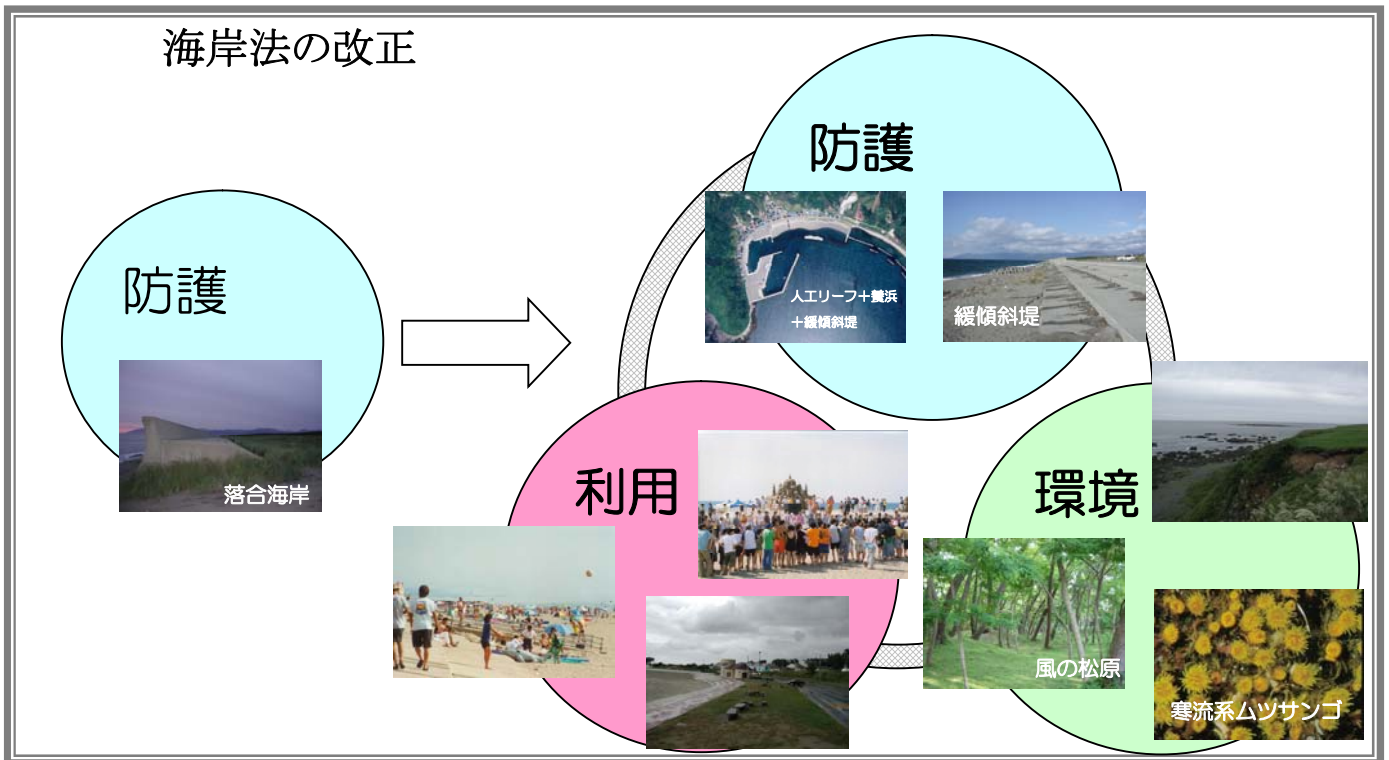 海岸法の改正
防護
落合海岸
防護
人工リーフ+養浜
+緩傾斜堤
緩傾斜堤
利用
環境
風の松原
寒流系ムツサンゴ